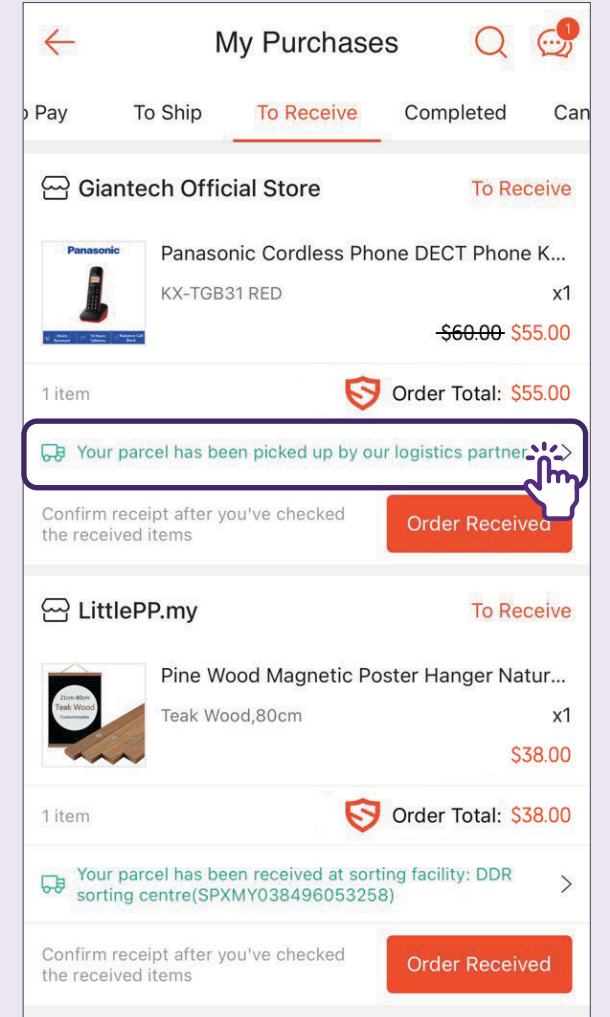 My Purchases
1
Pay
To Ship
To Receive
Completed
Can
Giantech Official Store
To Receive
Panasonic
Panasonic Cordless Phone DECT Phone K...
KX-TGB31 RED
x1
$60.00 $55.00
1 item
Order Total: $55.00
Your parcel has been picked up by our logistics partner
Confirm receipt after you've checked
the received items
Order Received
LittlePP.my
To Receive
21cm-80cm
Teak Wood
Pine Wood Magnetic Poster Hanger Natur...
Teak Wood,80cm
x1
$38.00
1 item
Order Total: $38.00
Your parcel has been received at sorting facility: DDR
sorting centre(SPXMY038496053258)
Confirm receipt after you've checked
the received items
Order Received